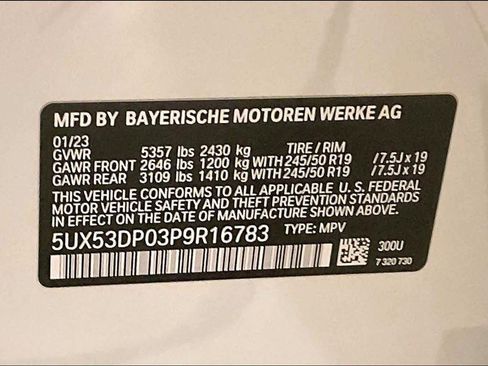 MFD BY BAYERISCHE MOTOREN WERKE AG
01/23
GVWR 5357 lbs 2430 kg TIRE / RIM
GAWR FRONT 2646 lbs 1200 kg WITH 245/50 R19 /7.5J x 19
GAWR REAR 3109 lbs 1410 kg WITH 245/50 R19 /7.5J x 19
THIS VEHICLE CONFORMS TO ALL APPLICABLE U. S. FEDERAL
MOTOR VEHICLE SAFETY AND THEFT PREVENTION STANDARDS
IN EFFECT ON THE DATE OF MANUFACTURE SHOWN ABOVE.
5UX53DP03P9R16783 TYPE: MPV
300U
7 320 730